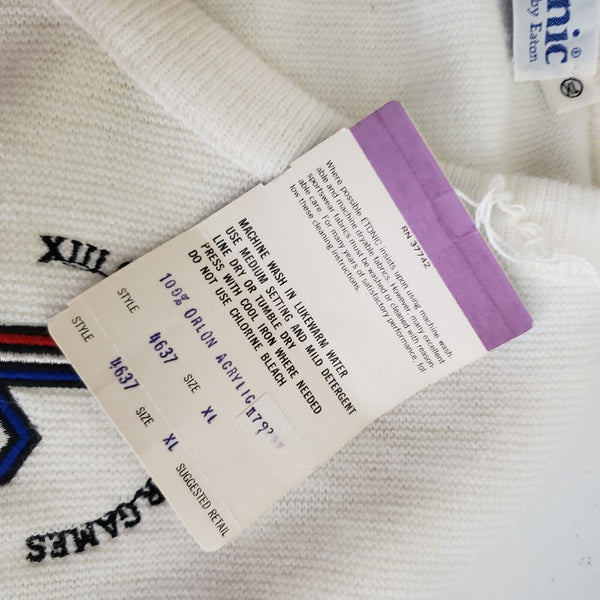 nic®
by Eaton
RN 37742
Where possible ETONIC insists upon using machine wash-
able and machine dryable fabrics. However, many excellent
sportswear fabrics must be washed or cleaned with reason-
able care. For many years of satisfactory performance, fol-
low these cleaning instructions.
MACHINE WASH IN LUKEWARM WATER
USE MEDIUM SETTING AND MILD DETERGENT
LINE DRY OR TUMBLE DRY
PRESS WITH COOL IRON WHERE NEEDED
DO NOT USE CHLORINE BLEACH
100% ORLON ACRYLIC
STYLE 4637 SIZE XL
STYLE 4637 SIZE XL
SUGGESTED RETAIL
XIII
GAMES